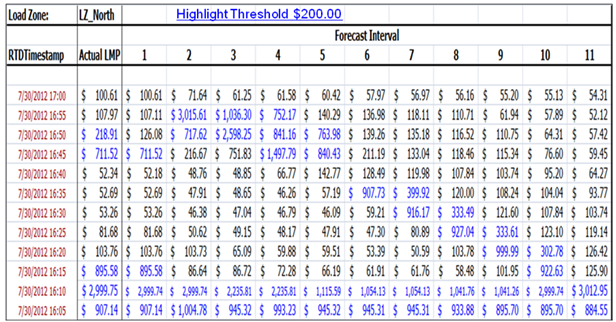 Load Zone: LZ_North Highlight Threshold $200.00
Forecast Interval
RTDTimestamp Actual LMP 1 2 3 4 5 6 7 8 9 10 11
7/30/2012 17:00 $ 100.61 $ 100.61 $ 71.64 $ 61.25 $ 61.58 $ 60.42 $ 57.97 $ 56.97 $ 56.16 $ 55.20 $ 55.13 $ 54.31
7/30/2012 16:55 $ 107.97 $ 107.11 $ 3,015.61 $ 1,036.30 $ 752.17 $ 140.29 $ 136.98 $ 118.11 $ 110.71 $ 61.94 $ 57.89 $ 52.12
7/30/2012 16:50 $ 218.91 $ 126.08 $ 717.62 $ 2,598.25 $ 841.16 $ 763.98 $ 139.26 $ 135.18 $ 116.52 $ 110.75 $ 64.31 $ 57.42
7/30/2012 16:45 $ 711.52 $ 711.52 $ 216.67 $ 751.83 $ 1,497.79 $ 840.43 $ 211.19 $ 133.04 $ 118.46 $ 115.34 $ 76.60 $ 59.45
7/30/2012 16:40 $ 52.34 $ 52.18 $ 48.76 $ 48.85 $ 66.77 $ 142.77 $ 128.49 $ 119.98 $ 107.84 $ 103.74 $ 95.20 $ 64.27
7/30/2012 16:35 $ 52.69 $ 52.69 $ 47.91 $ 48.65 $ 46.26 $ 57.19 $ 907.73 $ 399.92 $ 120.00 $ 108.24 $ 104.04 $ 93.77
7/30/2012 16:30 $ 53.26 $ 53.26 $ 46.38 $ 47.04 $ 46.79 $ 46.09 $ 59.21 $ 916.17 $ 333.49 $ 121.60 $ 107.84 $ 103.74
7/30/2012 16:25 $ 81.68 $ 81.68 $ 50.62 $ 49.15 $ 48.17 $ 47.91 $ 47.30 $ 80.89 $ 927.04 $ 333.61 $ 123.10 $ 119.14
7/30/2012 16:20 $ 103.76 $ 103.76 $ 103.73 $ 65.09 $ 59.88 $ 59.51 $ 53.39 $ 50.59 $ 103.78 $ 999.99 $ 302.78 $ 126.42
7/30/2012 16:15 $ 895.58 $ 895.58 $ 86.64 $ 86.72 $ 72.28 $ 66.19 $ 61.91 $ 61.76 $ 58.48 $ 101.95 $ 922.63 $ 125.90
7/30/2012 16:10 $ 2,999.75 $ 2,999.74 $ 2,999.74 $ 2,235.81 $ 2,235.81 $ 1,115.59 $ 1,054.13 $ 1,054.13 $ 1,041.76 $ 1,041.26 $ 2,999.74 $ 3,012.95
7/30/2012 16:05 $ 907.14 $ 907.14 $ 1,004.78 $ 945.32 $ 993.23 $ 945.32 $ 945.31 $ 945.31 $ 933.88 $ 895.70 $ 895.70 $ 884.55